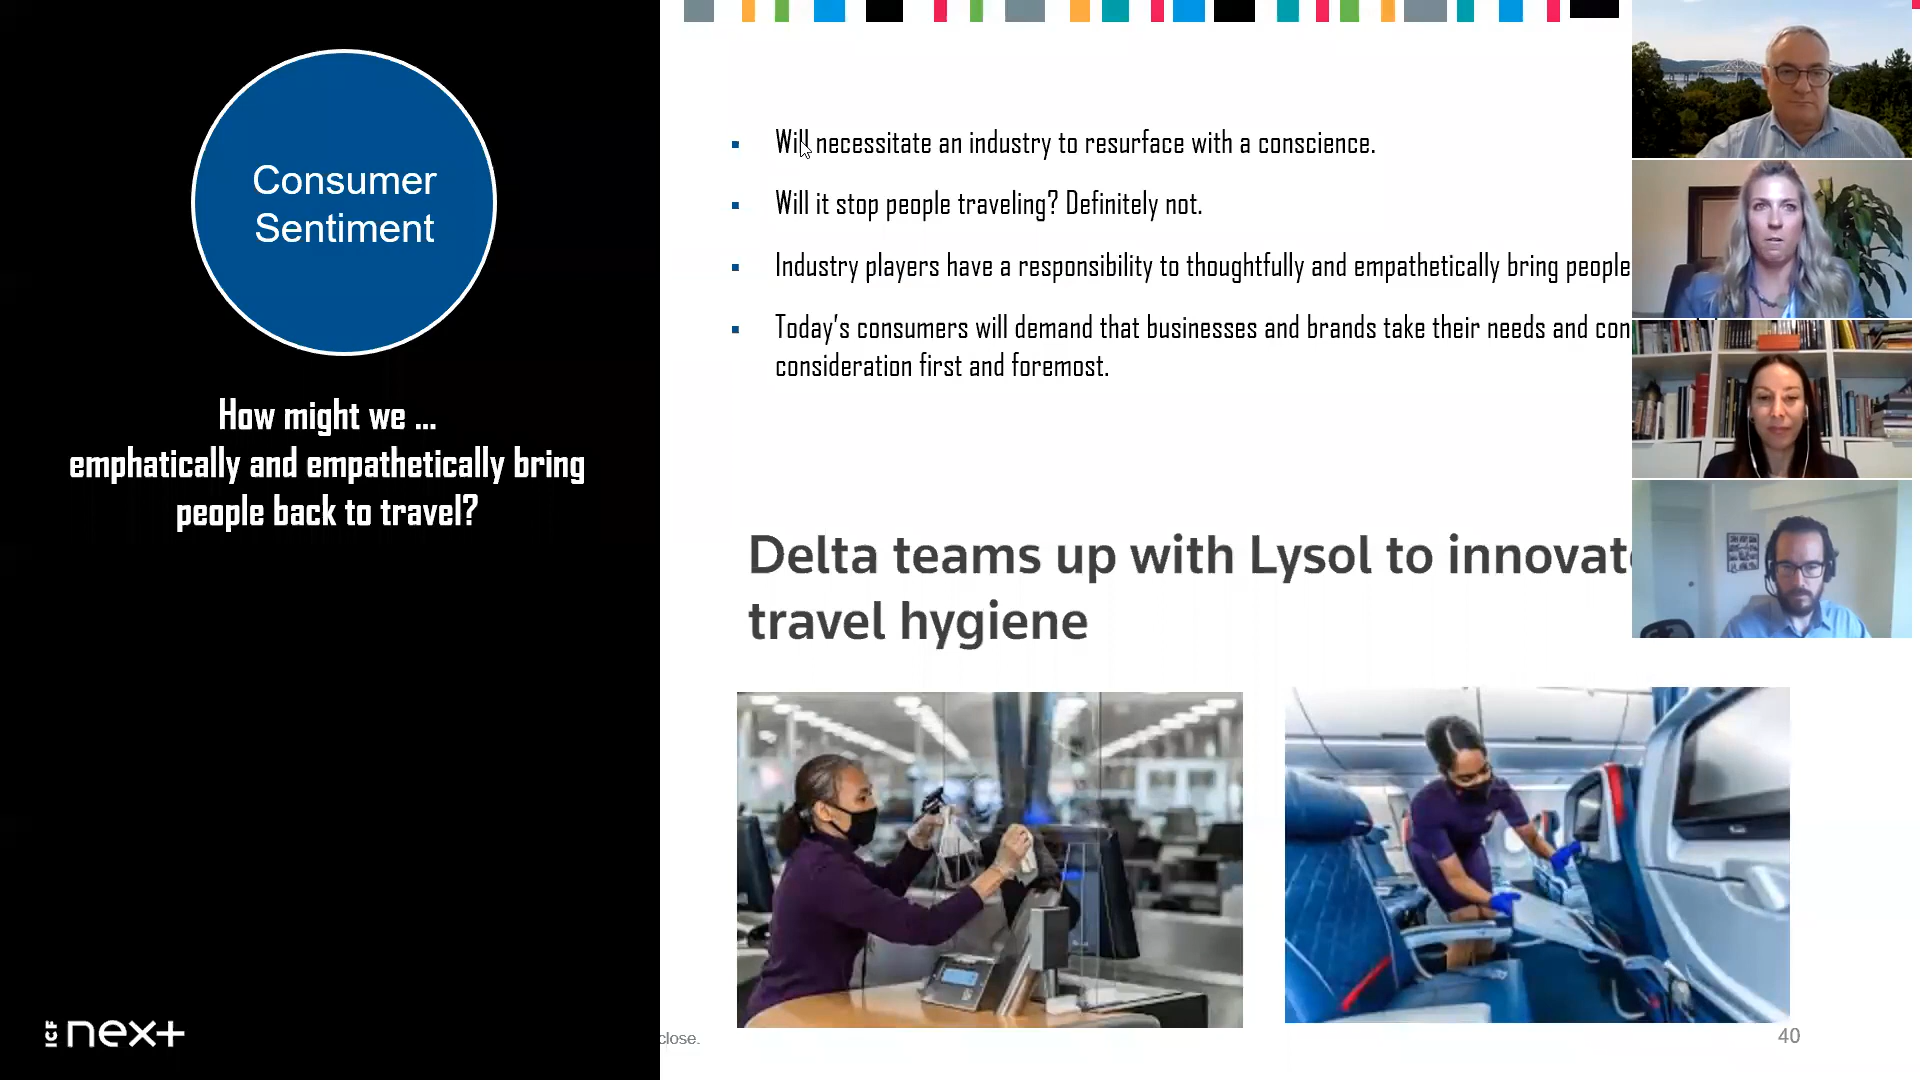 Consumer
Sentiment
How might we ...
emphatically and empathetically bring
people back to travel?
Will necessitate an industry to resurface with a conscience.
Will it stop people traveling? Definitely not.
Industry players have a responsibility to thoughtfully and empathetically bring people
Today's consumers will demand that businesses and brands take their needs and con
consideration first and foremost.
Delta teams up with Lysol to innovate
travel hygiene
ICF next
close.
40